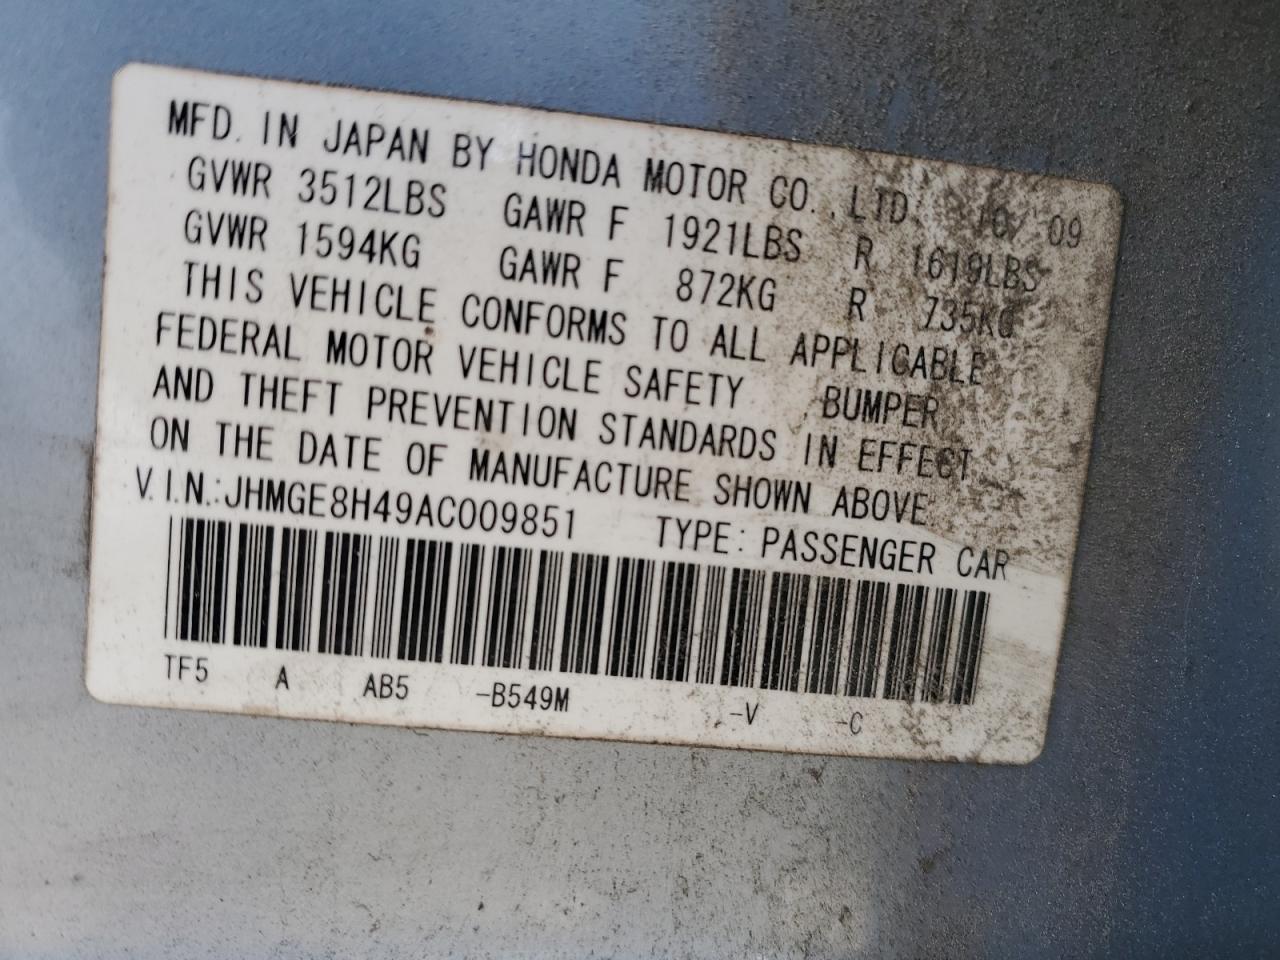 MFD. IN JAPAN BY HONDA MOTOR CO., LTD. 10/ 09
GVWR 3512LBS GAWR F 1921LBS R 1619LBS
GVWR 1594KG GAWR F 872KG R 735KG
THIS VEHICLE CONFORMS TO ALL APPLICABLE
FEDERAL MOTOR VEHICLE SAFETY BUMPER
AND THEFT PREVENTION STANDARDS IN EFFECT
ON THE DATE OF MANUFACTURE SHOWN ABOVE
V.I.N.:JHMGE8H49AC009851 TYPE: PASSENGER CAR
TF5 A AB5 -B549M -V -C